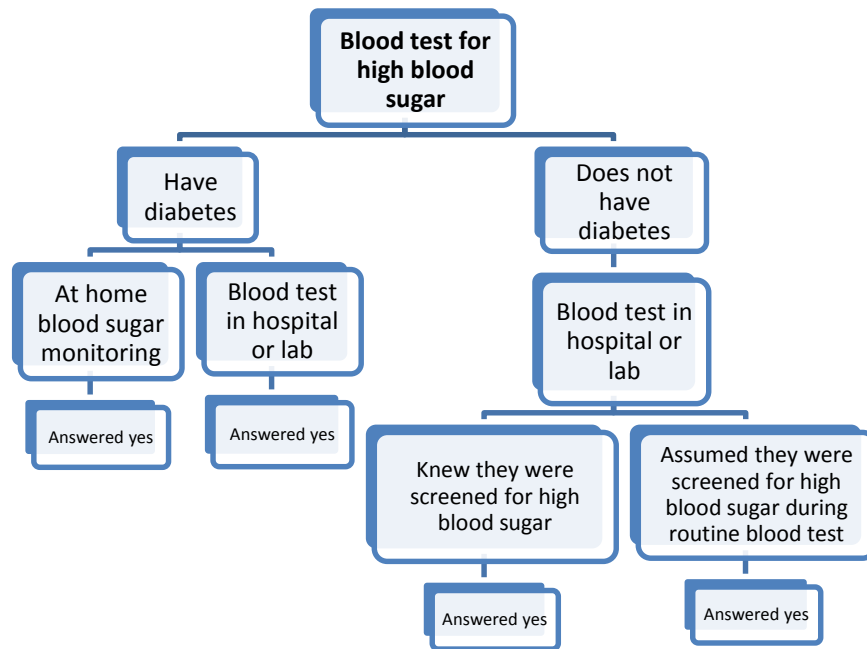 Blood test for
high blood
sugar
Have
diabetes
Does not
have
diabetes
At home
blood sugar
monitoring
Blood test
in hospital
or lab
Blood test in
hospital or
lab
Answered yes
Answered yes
Knew they were
screened for high
blood sugar
Assumed they were
screened for high
blood sugar during
routine blood test
Answered yes
Answered yes